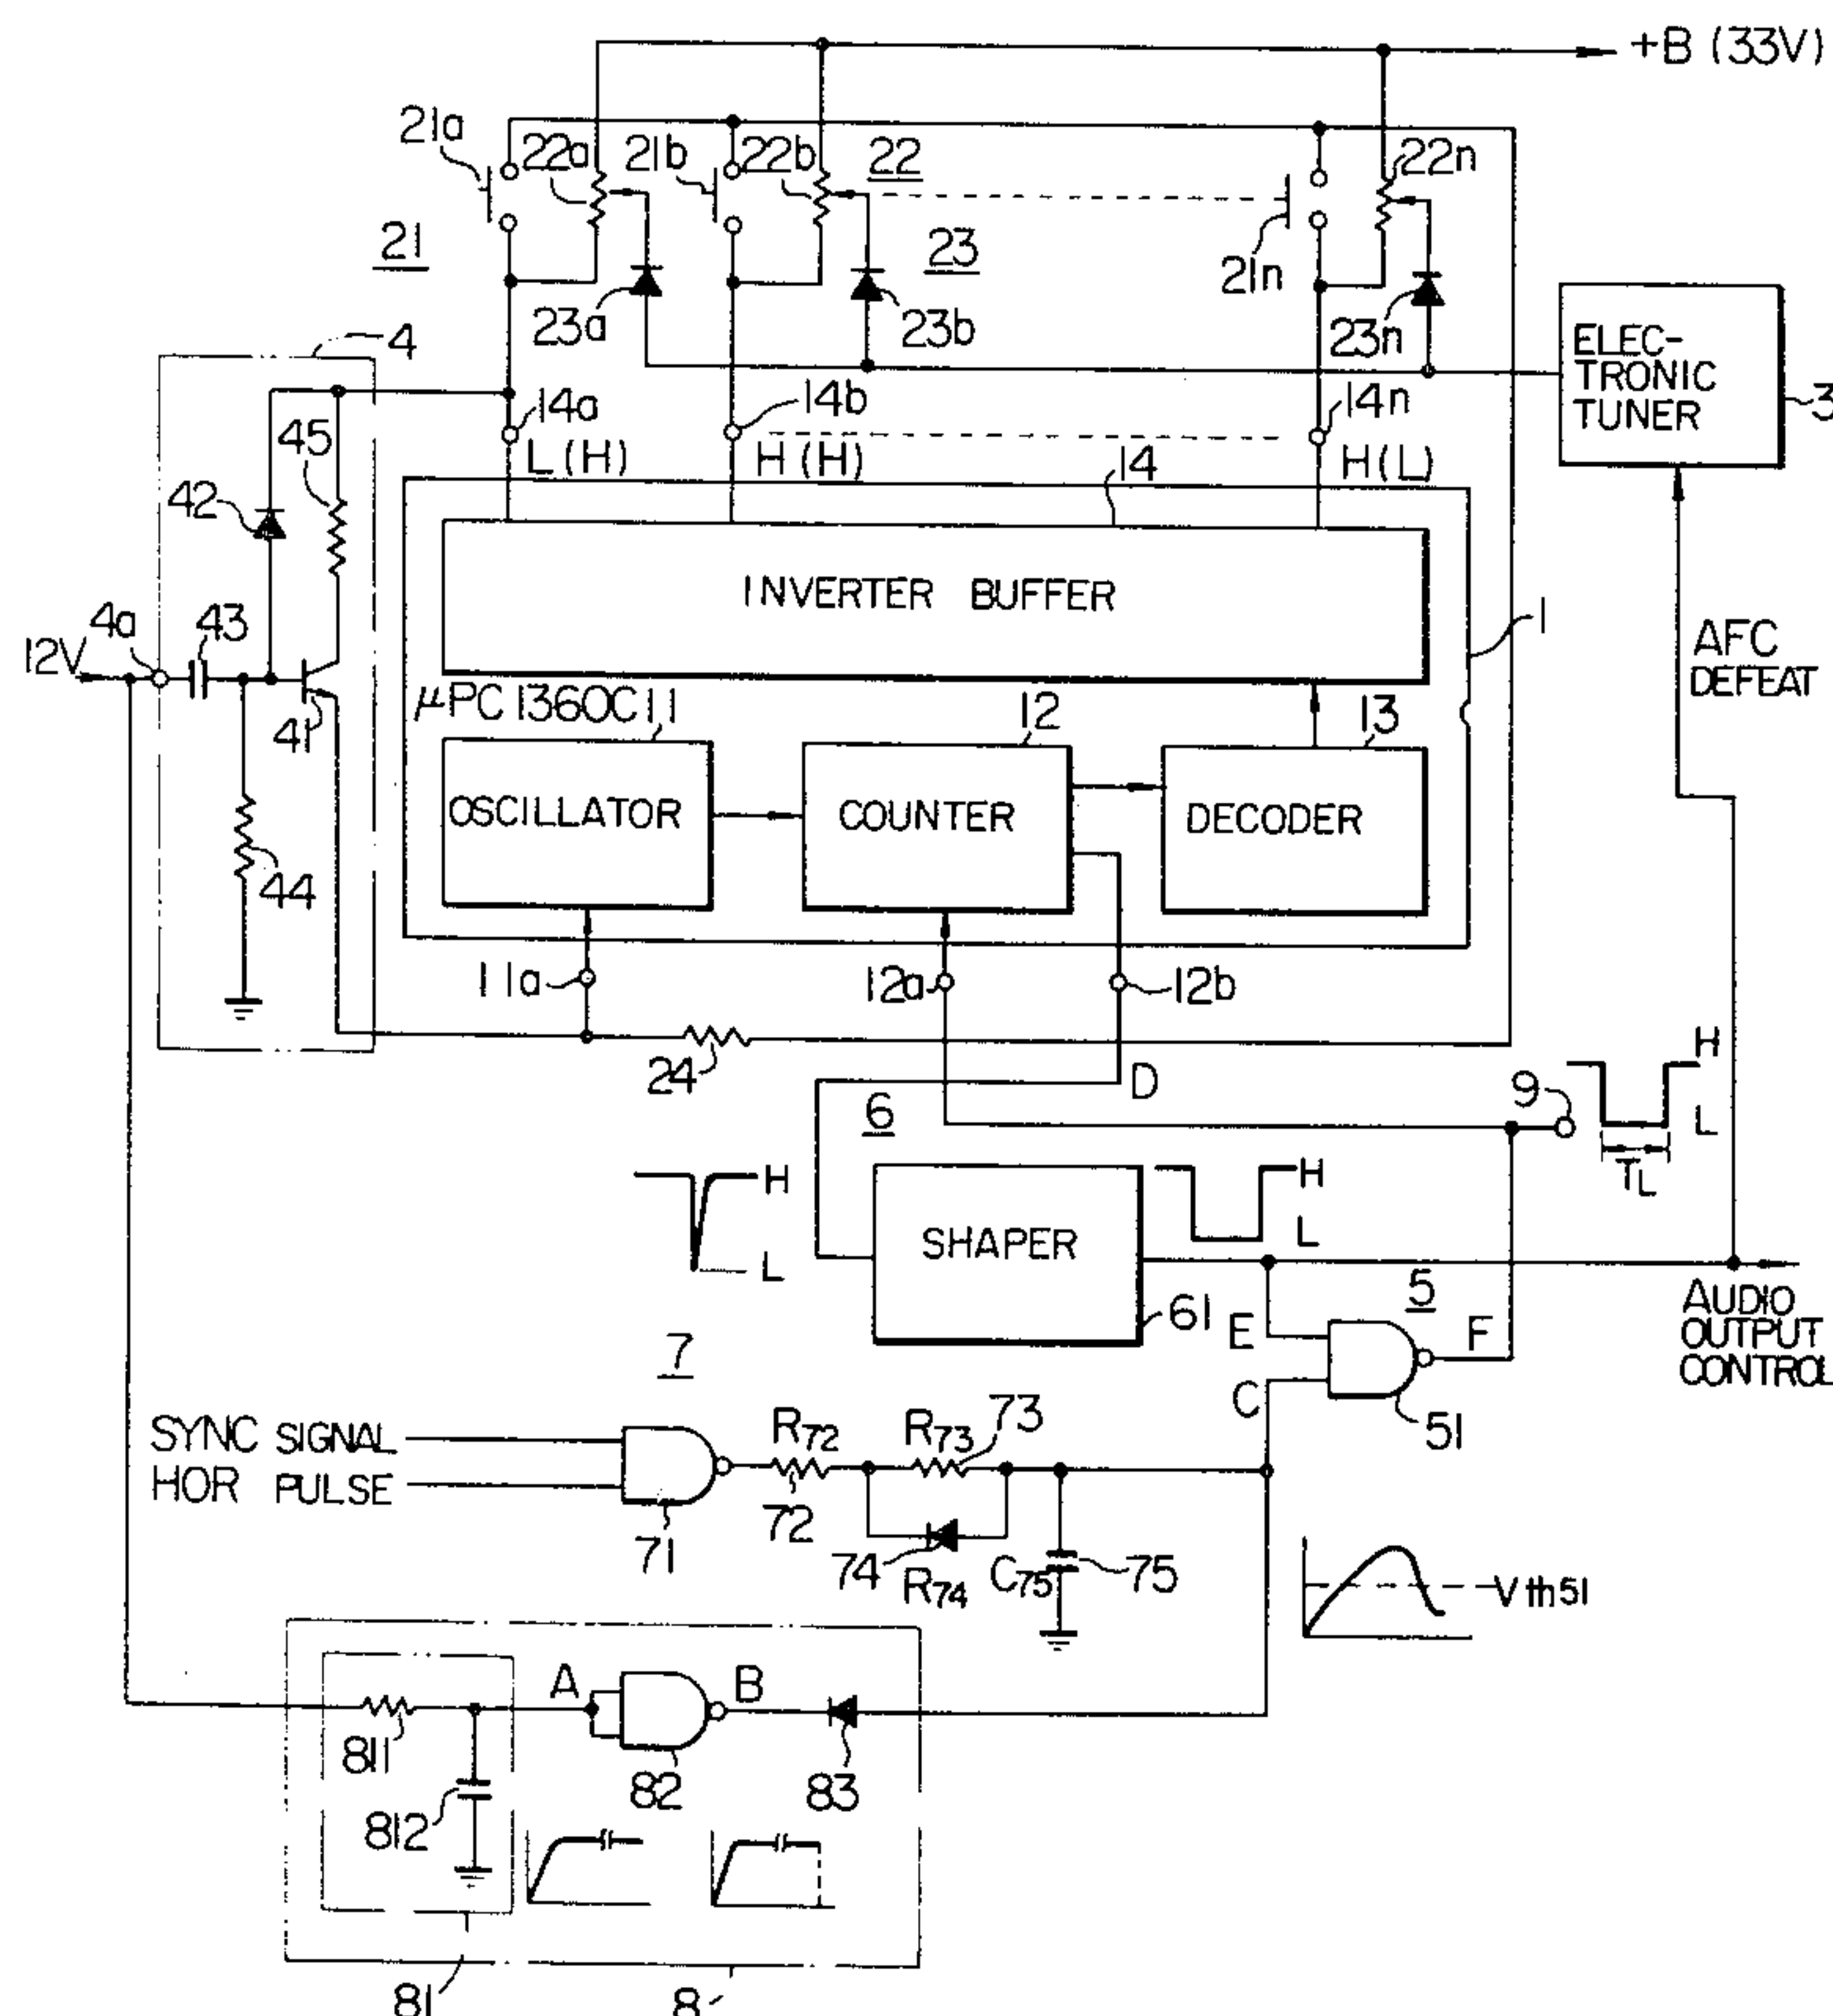 +B (33V)
21a
22a
21b
22b
22
22n
21
23a
23
23b
21n
23n
ELEC-
TRONIC
TUNER
3
4
14a
14b
14n
L (H)
H (H)
H (L)
14
45
42
INVERTER BUFFER
1
AFC
DEFEAT
12V
4a
43
41
44
μPC1360C
11
12
13
OSCILLATOR
COUNTER
DECODER
11a
12a
12b
24
D
6
9
H
L
TL
H
L
SHAPER
H
L
61
5
E
F
C
51
AUDIO
OUTPUT
CONTROL
7
SYNC SIGNAL
HOR PULSE
71
R72
72
R73
73
74
R74
C75
75
Vth51
A
B
811
812
82
83
81
8